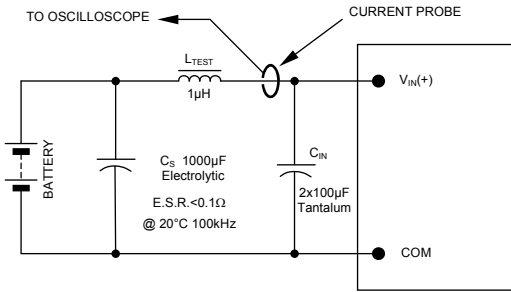 TO OSCILLOSCOPE
CURRENT PROBE
LTEST
1µH
VIN(+)
BATTERY
CS 1000µF
Electrolytic
E.S.R.<0.1Ω
@ 20°C 100kHz
CIN
2x100µF
Tantalum
COM